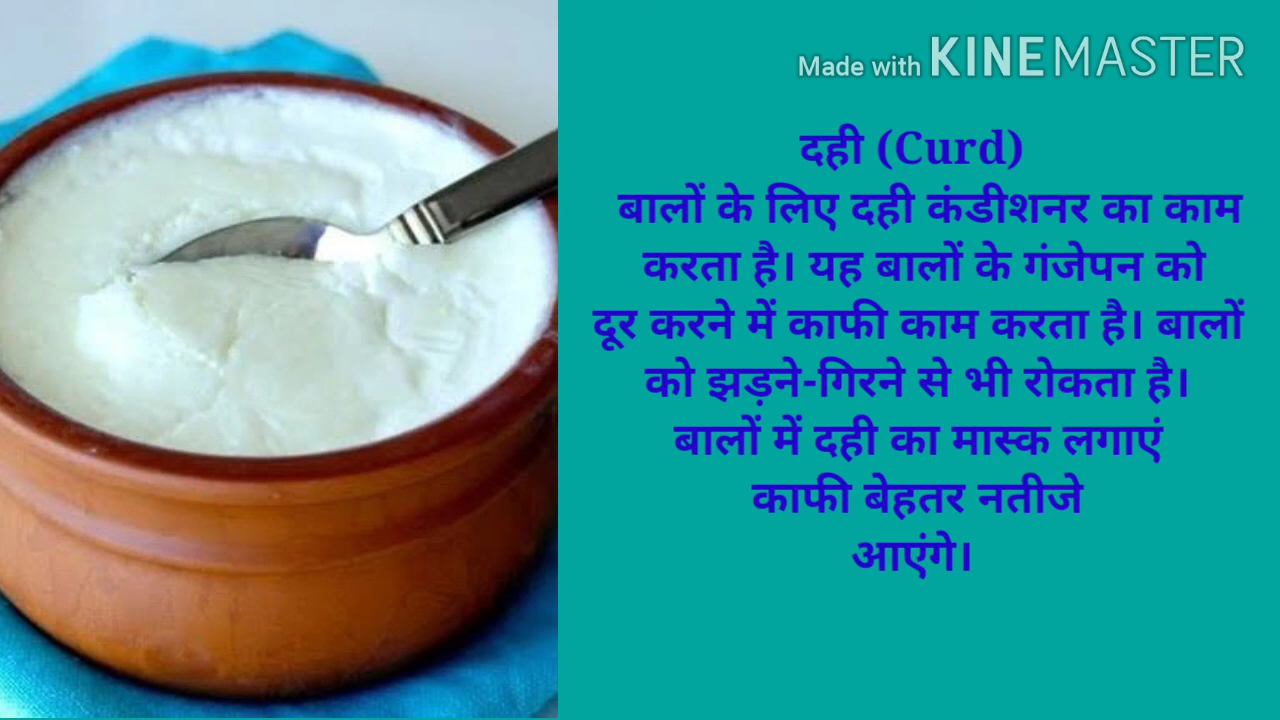 Made with KINEMASTER
दही (Curd)
बालों के लिए दही कंडीशनर का काम
करता है। यह बालों के गंजेपन को
दूर करने में काफी काम करता है। बालों
को झड़ने-गिरने से भी रोकता है।
बालों में दही का मास्क लगाएं
काफी बेहतर नतीजे
आएंगे।